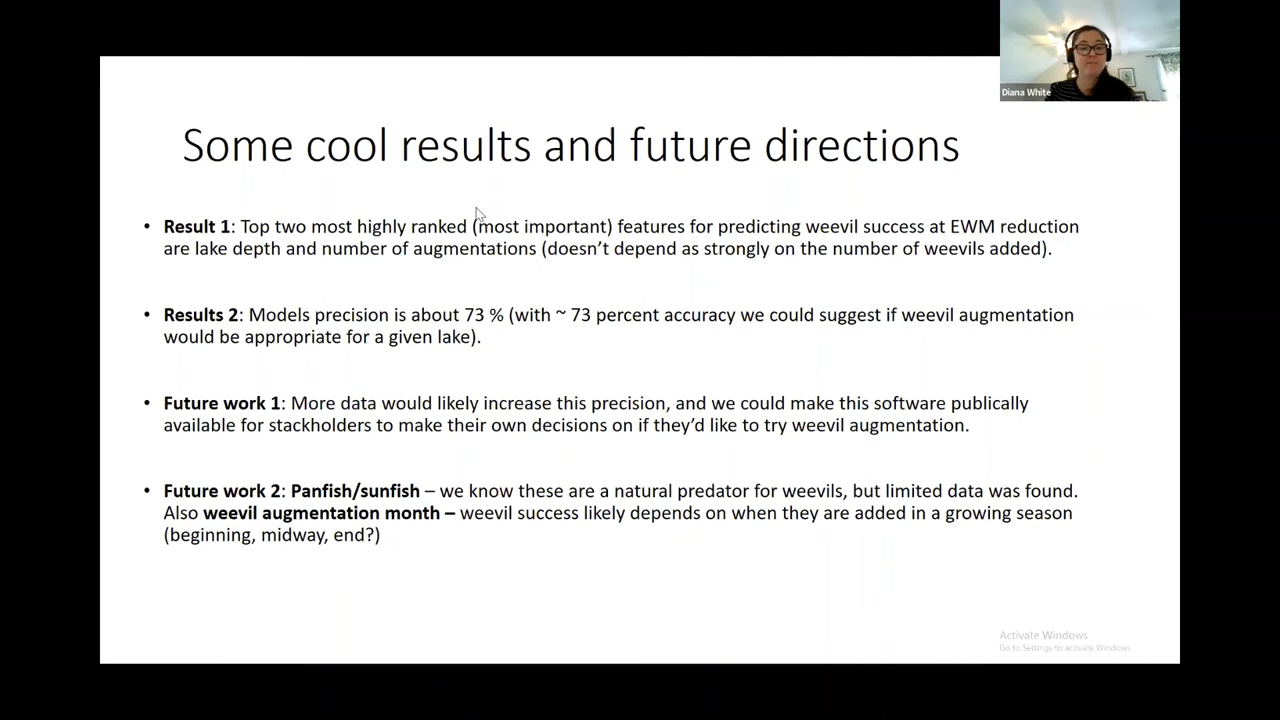 Diana White
Some cool results and future directions
• Result 1: Top two most highly ranked (most important) features for predicting weevil success at EWM reduction
are lake depth and number of augmentations (doesn’t depend as strongly on the number of weevils added).
• Results 2: Models precision is about 73 % (with ~ 73 percent accuracy we could suggest if weevil augmentation
would be appropriate for a given lake).
• Future work 1: More data would likely increase this precision, and we could make this software publically
available for stackholders to make their own decisions on if they’d like to try weevil augmentation.
• Future work 2: Panfish/sunfish – we know these are a natural predator for weevils, but limited data was found.
Also weevil augmentation month – weevil success likely depends on when they are added in a growing season
(beginning, midway, end?)
Activate Windows
Go to Settings to activate Windows.